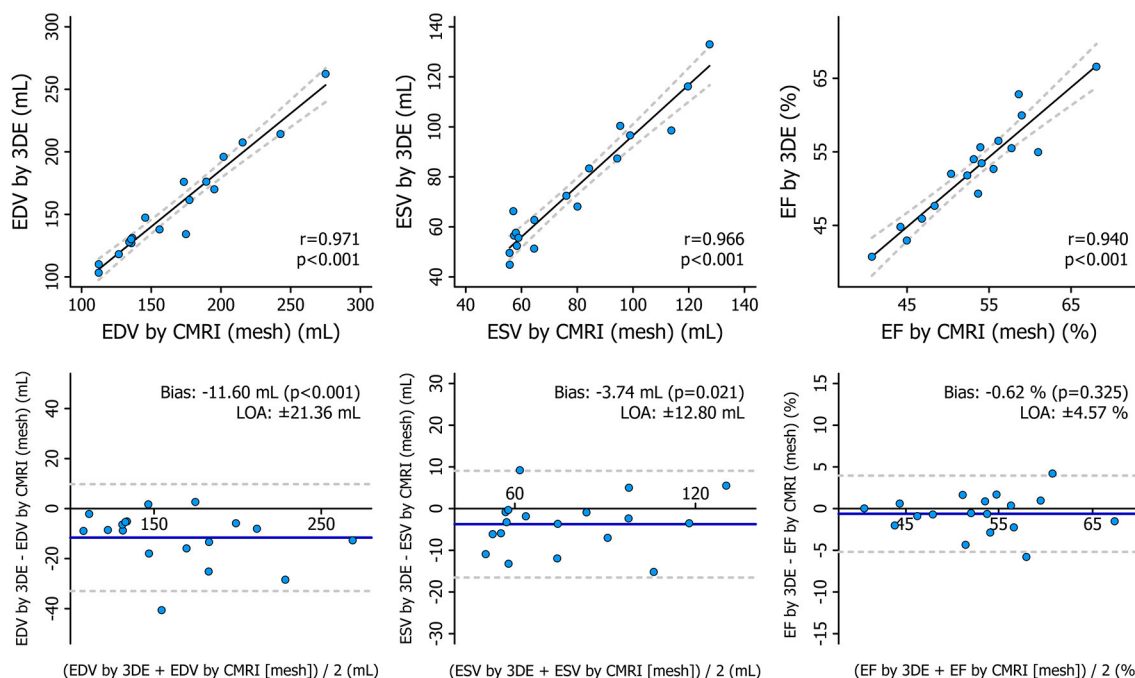 EDV by 3DE (mL)
300
250
200
150
100
r=0.971
p<0.001
100 150 200 250 300
EDV by CMRI (mesh) (mL)
ESV by 3DE (mL)
140
120
100
80
60
40
r=0.966
p<0.001
40 60 80 100 120 140
ESV by CMRI (mesh) (mL)
EF by 3DE (%)
65
55
45
r=0.940
p<0.001
45 55 65
EF by CMRI (mesh) (%)
EDV by 3DE - EDV by CMRI (mesh) (mL)
40
20
0
-20
-40
Bias: -11.60 mL (p<0.001)
LOA: ±21.36 mL
150 250
(EDV by 3DE + EDV by CMRI [mesh]) / 2 (mL)
ESV by 3DE - ESV by CMRI (mesh) (mL)
30
20
10
0
-10
-20
-30
Bias: -3.74 mL (p=0.021)
LOA: ±12.80 mL
60 120
(ESV by 3DE + ESV by CMRI [mesh]) / 2 (mL)
EF by 3DE - EF by CMRI (mesh) (%)
15
10
5
0
-5
-10
-15
Bias: -0.62 % (p=0.325)
LOA: ±4.57 %
45 55 65
(EF by 3DE + EF by CMRI [mesh]) / 2 (%